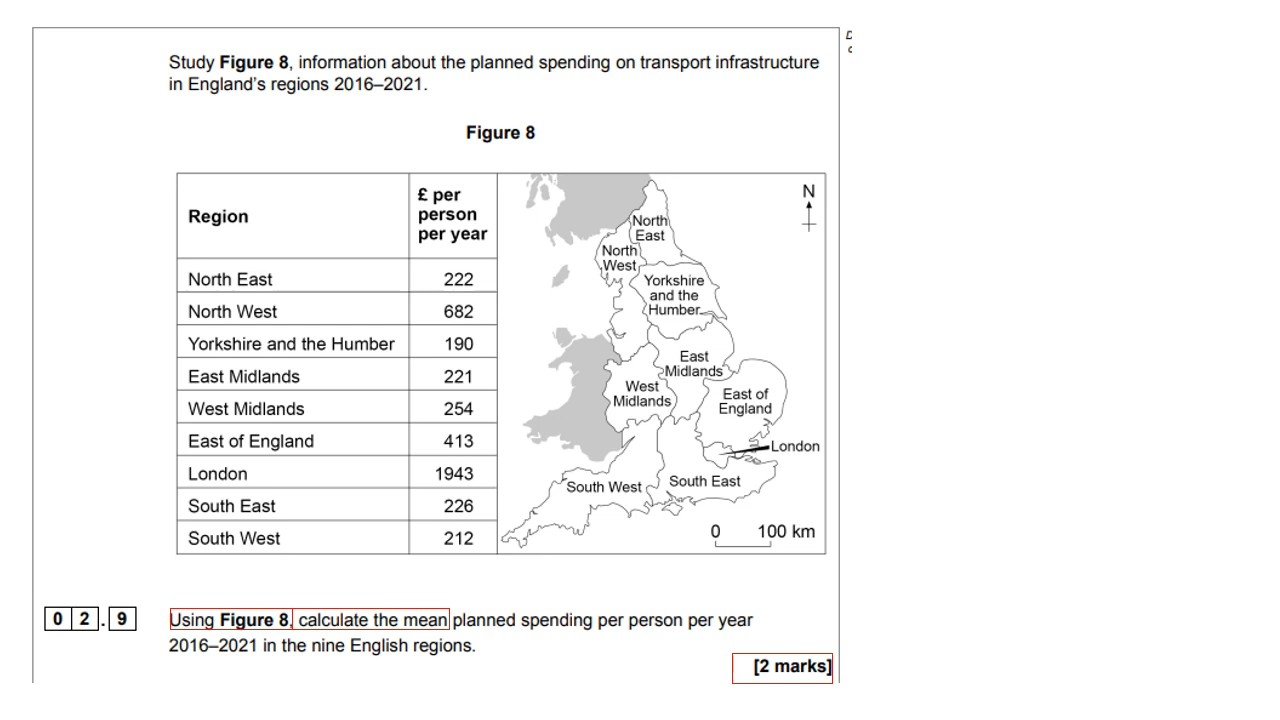 Study Figure 8, information about the planned spending on transport infrastructure
in England's regions 2016–2021.
Figure 8
Region
£ per
person
per year
North East 222
North West 682
Yorkshire and the Humber 190
East Midlands 221
West Midlands 254
East of England 413
London 1943
South East 226
South West 212
N
North
East
North
West
Yorkshire
and the
Humber
East
Midlands
West
Midlands
East of
England
London
South West
South East
0 100 km
0 2 . 9
Using Figure 8, calculate the mean planned spending per person per year
2016–2021 in the nine English regions.
[2 marks]